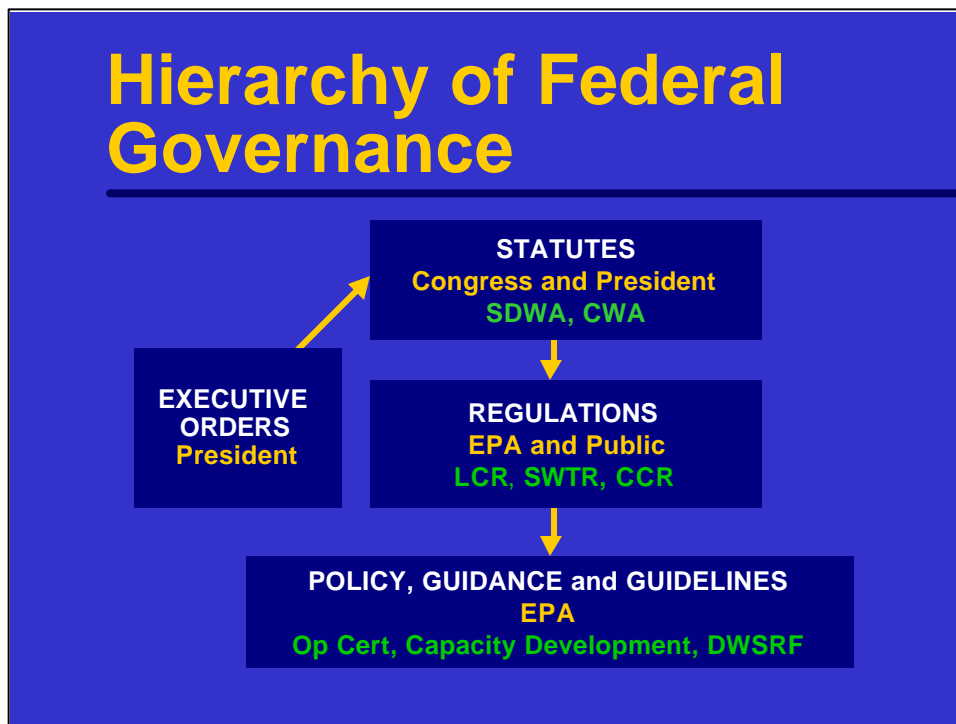 Hierarchy of Federal
Governance
STATUTES
Congress and President
SDWA, CWA
EXECUTIVE
ORDERS
President
REGULATIONS
EPA and Public
LCR, SWTR, CCR
POLICY, GUIDANCE and GUIDELINES
EPA
Op Cert, Capacity Development, DWSRF